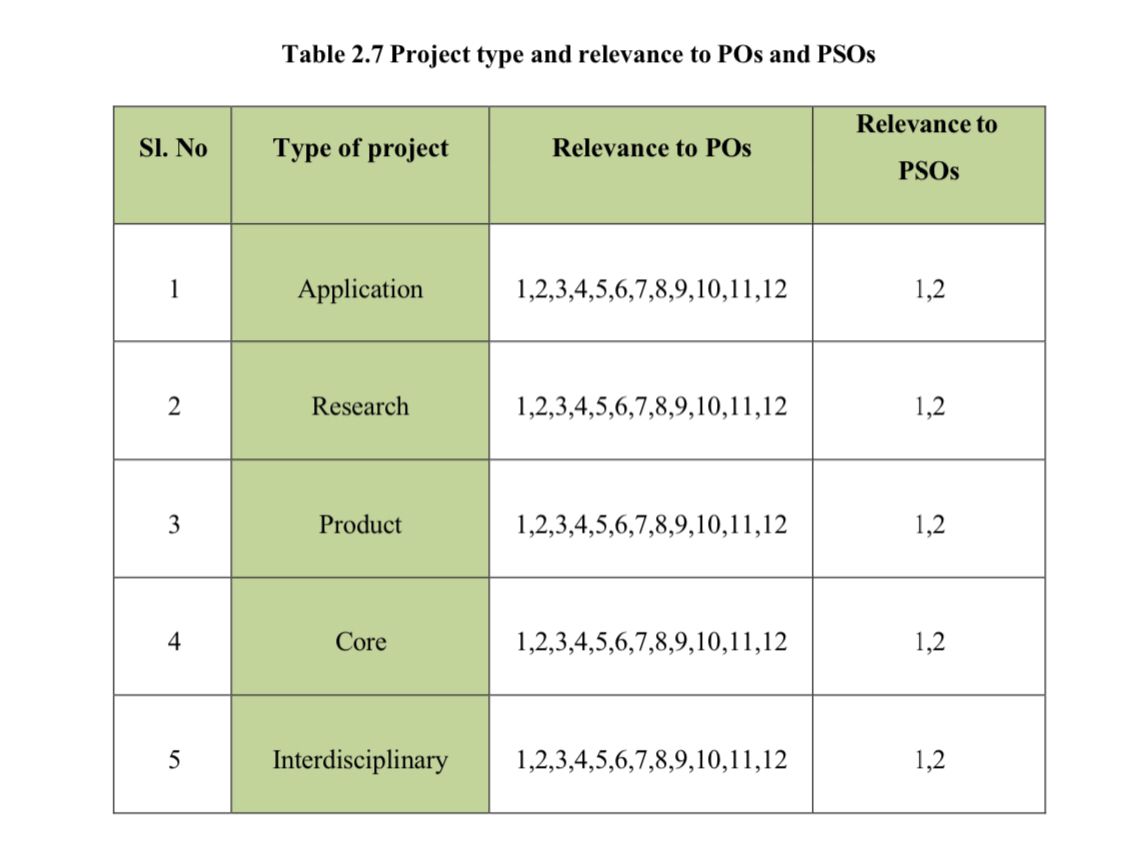 Table 2.7 Project type and relevance to POs and PSOs
Sl. No Type of project Relevance to POs Relevance to
PSOs
1 Application 1,2,3,4,5,6,7,8,9,10,11,12 1,2
2 Research 1,2,3,4,5,6,7,8,9,10,11,12 1,2
3 Product 1,2,3,4,5,6,7,8,9,10,11,12 1,2
4 Core 1,2,3,4,5,6,7,8,9,10,11,12 1,2
5 Interdisciplinary 1,2,3,4,5,6,7,8,9,10,11,12 1,2